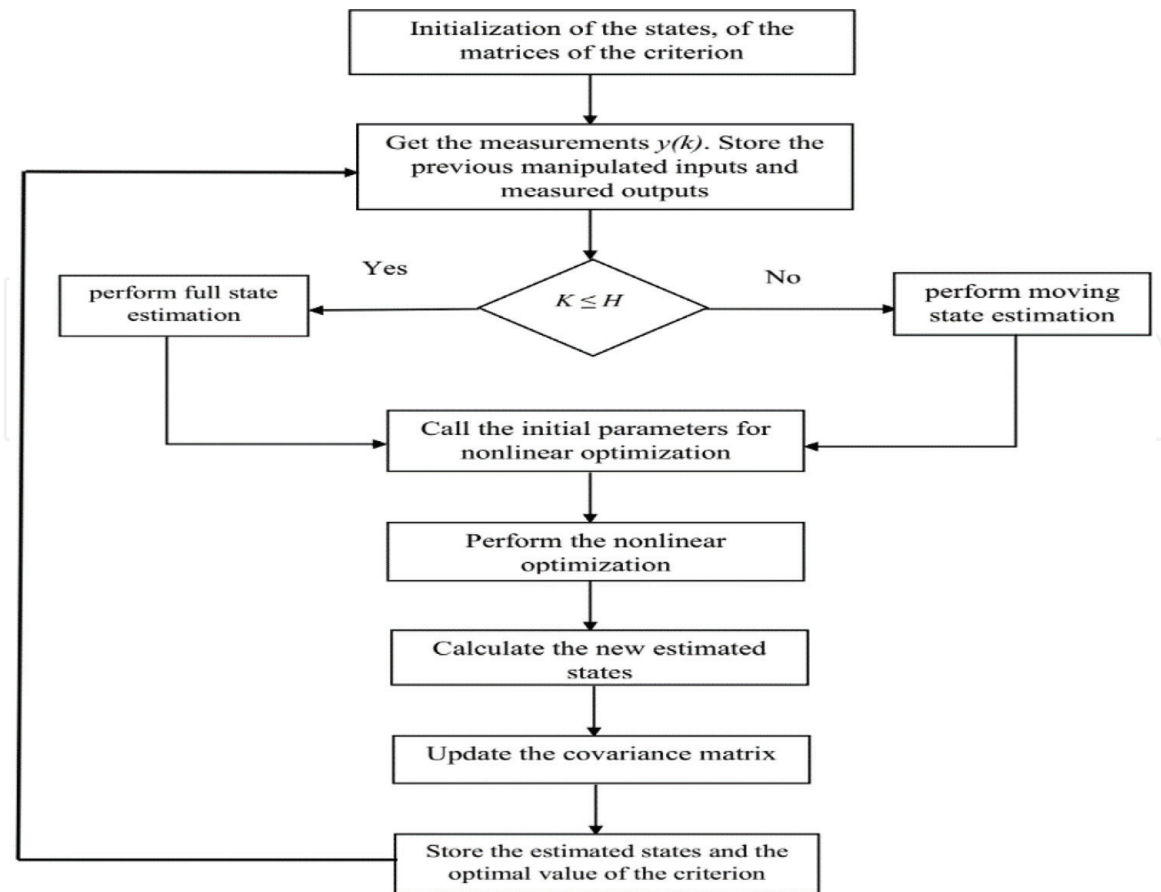 Initialization of the states, of the
matrices of the criterion
Get the measurements y(k). Store the
previous manipulated inputs and
measured outputs
Yes
No
K ≤ H
perform full state
estimation
perform moving
state estimation
Call the initial parameters for
nonlinear optimization
Perform the nonlinear
optimization
Calculate the new estimated
states
Update the covariance matrix
Store the estimated states and the
optimal value of the criterion